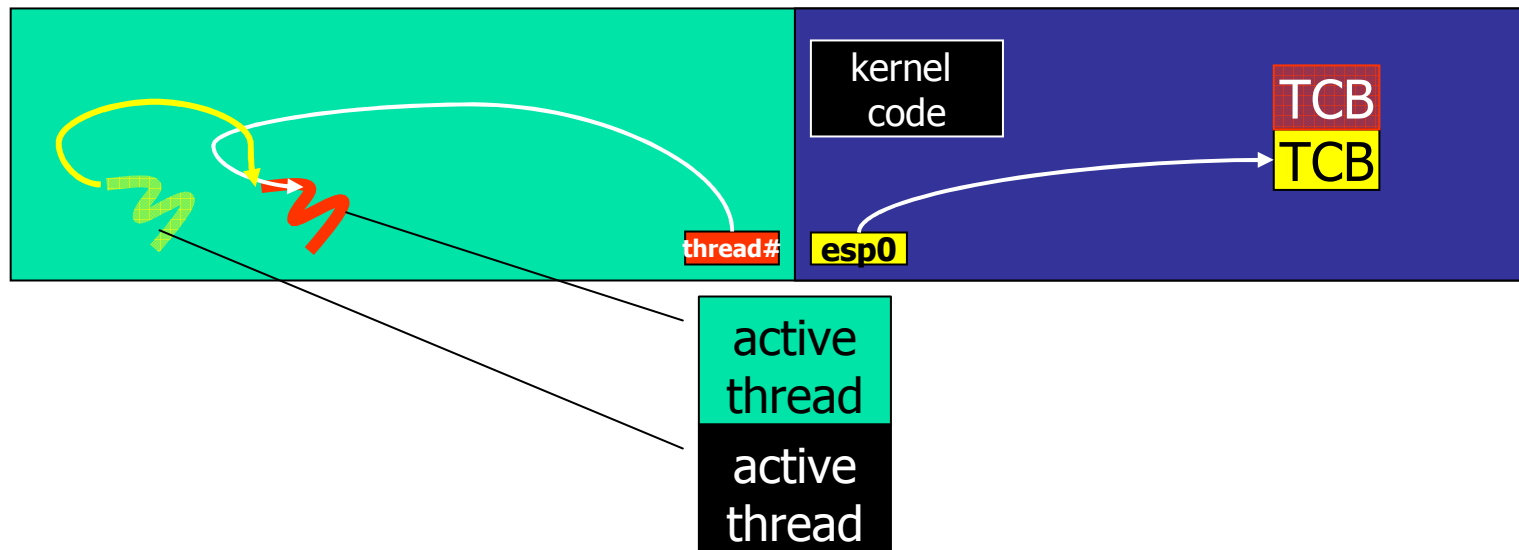 kernel
code
TCB
TCB
thread#
esp0
active
thread
active
thread